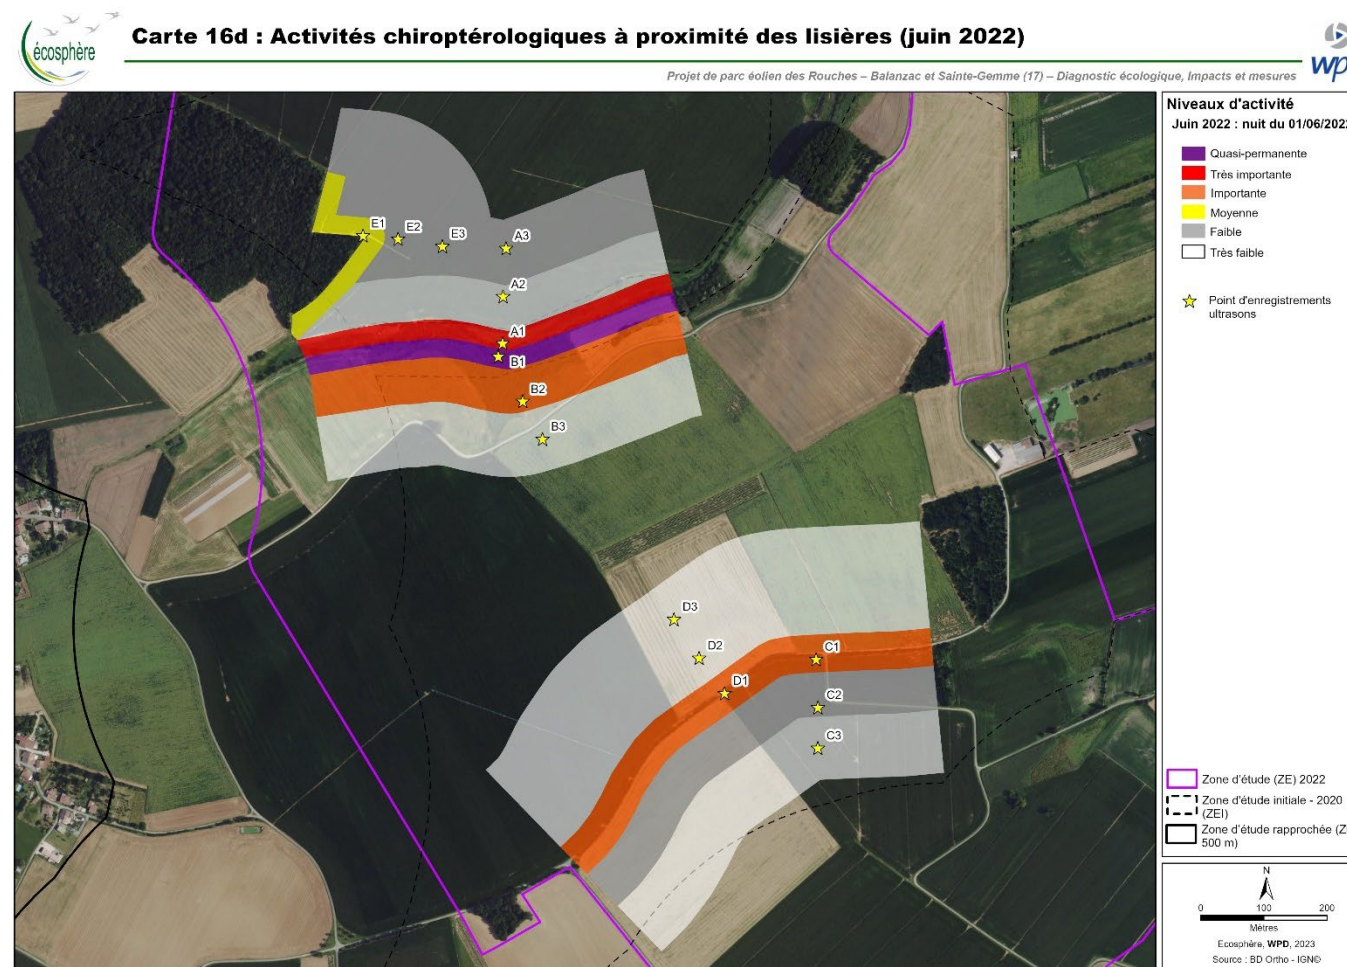 écosphère
Carte 16d : Activités chiroptérologiques à proximité des lisières (juin 2022)
Projet de parc éolien des Rouches – Balanzac et Sainte-Gemme (17) – Diagnostic écologique, Impacts et mesures
wp
Niveaux d'activité
Juin 2022 : nuit du 01/06/2022
Quasi-permanente
Très importante
Importante
Moyenne
Faible
Très faible
Point d'enregistrements
ultrasons
E1
E2
E3
A3
A2
A1
B1
B2
B3
D3
D2
D1
C1
C2
C3
Zone d'étude (ZE) 2022
Zone d'étude initiale - 2020
(ZEI)
Zone d'étude rapprochée (Z
500 m)
N
0 100 200
Mètres
Ecosphère, WPD, 2023
Source : BD Ortho - IGN©